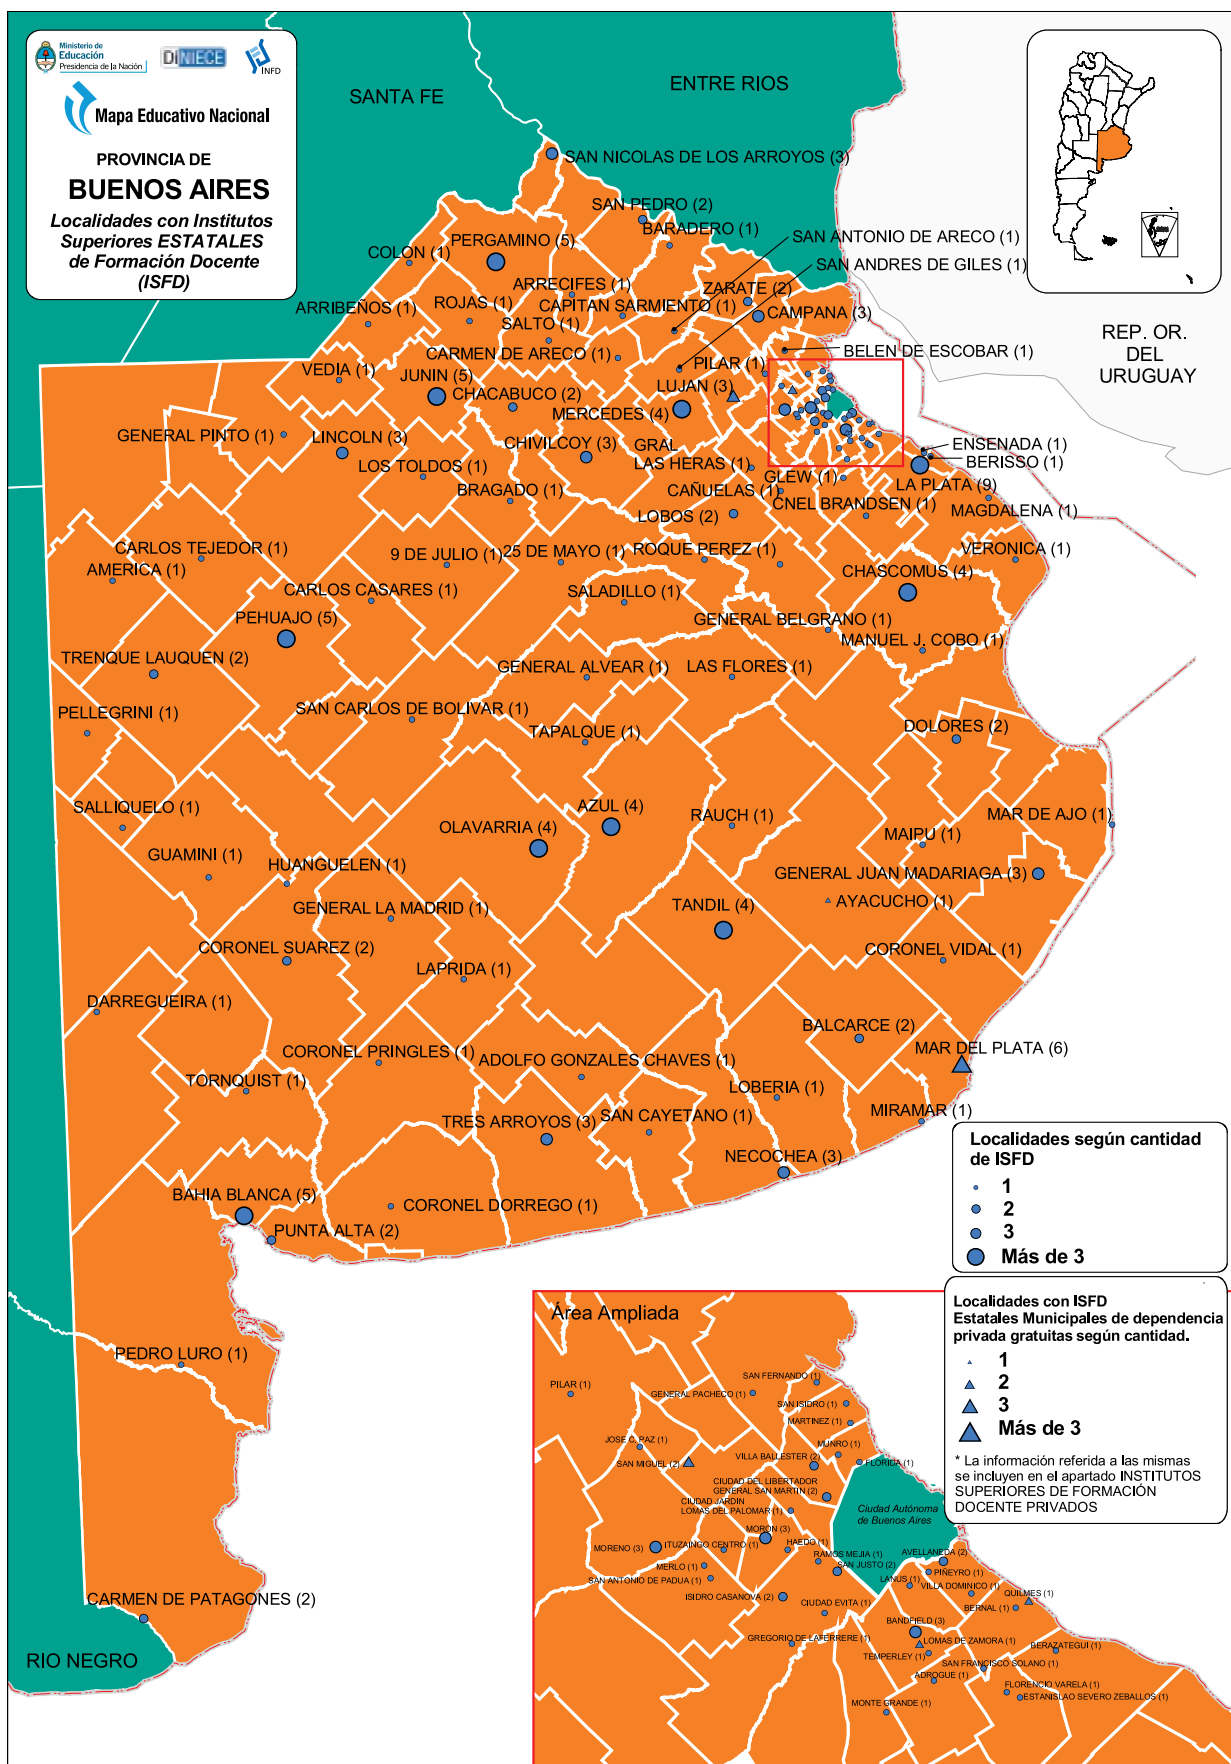 Ministerio de
Educación
Presidencia de la Nación
DiNIECE
INFD
Mapa Educativo Nacional
PROVINCIA DE
BUENOS AIRES
Localidades con Institutos
Superiores ESTATALES
de Formación Docente
(ISFD)
SANTA FE
ENTRE RIOS
REP. OR.
DEL
URUGUAY
SAN NICOLAS DE LOS ARROYOS (3)
SAN PEDRO (2)
BARADERO (1)
SAN ANTONIO DE ARECO (1)
PERGAMINO (5)
COLON (1)
SAN ANDRES DE GILES (1)
ARRECIFES (1)
ZARATE (2)
ARRIBEÑOS (1)
ROJAS (1)
CAPITAN SARMIENTO (1)
CAMPANA (3)
SALTO (1)
CARMEN DE ARECO (1)
BELEN DE ESCOBAR (1)
VEDIA (1)
JUNIN (5)
PILAR (1)
CHACABUCO (2)
LUJAN (3)
MERCEDES (4)
GENERAL PINTO (1)
LINCOLN (3)
CHIVILCOY (3)
GRAL
LAS HERAS (1)
ENSENADA (1)
BERISSO (1)
LOS TOLDOS (1)
GLEW (1)
LA PLATA (9)
BRAGADO (1)
CAÑUELAS (1)
CNEL BRANDSEN (1)
MAGDALENA (1)
LOBOS (2)
CARLOS TEJEDOR (1)
9 DE JULIO (1)
25 DE MAYO (1)
ROQUE PEREZ (1)
VERONICA (1)
AMERICA (1)
CHASCOMUS (4)
CARLOS CASARES (1)
SALADILLO (1)
PEHUAJO (5)
GENERAL BELGRANO (1)
MANUEL J. COBO (1)
TRENQUE LAUQUEN (2)
GENERAL ALVEAR (1)
LAS FLORES (1)
PELLEGRINI (1)
SAN CARLOS DE BOLIVAR (1)
TAPALQUE (1)
DOLORES (2)
SALLIQUELO (1)
AZUL (4)
RAUCH (1)
MAR DE AJO (1)
OLAVARRIA (4)
MAIPU (1)
GUAMINI (1)
HUANGUELEN (1)
GENERAL JUAN MADARIAGA (3)
GENERAL LA MADRID (1)
TANDIL (4)
AYACUCHO (1)
CORONEL SUAREZ (2)
LAPRIDA (1)
CORONEL VIDAL (1)
DARREGUEIRA (1)
BALCARCE (2)
CORONEL PRINGLES (1)
ADOLFO GONZALES CHAVES (1)
MAR DEL PLATA (6)
TORNQUIST (1)
LOBERIA (1)
TRES ARROYOS (3)
SAN CAYETANO (1)
MIRAMAR (1)
NECOCHEA (3)
BAHIA BLANCA (5)
CORONEL DORREGO (1)
PUNTA ALTA (2)
PEDRO LURO (1)
CARMEN DE PATAGONES (2)
RIO NEGRO
Localidades según cantidad
de ISFD
1
2
3
Más de 3
Localidades con ISFD
Estatales Municipales de dependencia
privada gratuitas según cantidad.
1
2
3
Más de 3
* La información referida a las mismas
se incluyen en el apartado INSTITUTOS
SUPERIORES DE FORMACIÓN
DOCENTE PRIVADOS
Área Ampliada
PILAR (1)
SAN FERNANDO (1)
GENERAL PACHECO (1)
SAN ISIDRO (1)
MARTINEZ (1)
JOSE C. PAZ (1)
MUNRO (1)
SAN MIGUEL (2)
VILLA BALLESTER (2)
FLORIDA (1)
CIUDAD DEL LIBERTADOR
GENERAL SAN MARTIN (2)
CIUDAD JARDIN
LOMAS DEL PALOMAR (1)
Ciudad Autónoma
de Buenos Aires
MORON (3)
MORENO (3)
ITUZAINGO CENTRO (1)
HAEDO (1)
RAMOS MEJIA (1)
AVELLANEDA (2)
MERLO (1)
SAN JUSTO (2)
PIÑEYRO (1)
SAN ANTONIO DE PADUA (1)
LANUS (1)
VILLA DOMINICO (1)
ISIDRO CASANOVA (2)
QUILMES (1)
CIUDAD EVITA (1)
BERNAL (1)
BANDFIELD (3)
GREGORIO DE LAFERRERE (1)
LOMAS DE ZAMORA (1)
TEMPERLEY (1)
BERAZATEGUI (1)
SAN FRANCISCO SOLANO (1)
ADROGUE (1)
FLORENCIO VARELA (1)
MONTE GRANDE (1)
ESTANISLAO SEVERO ZEBALLOS (1)